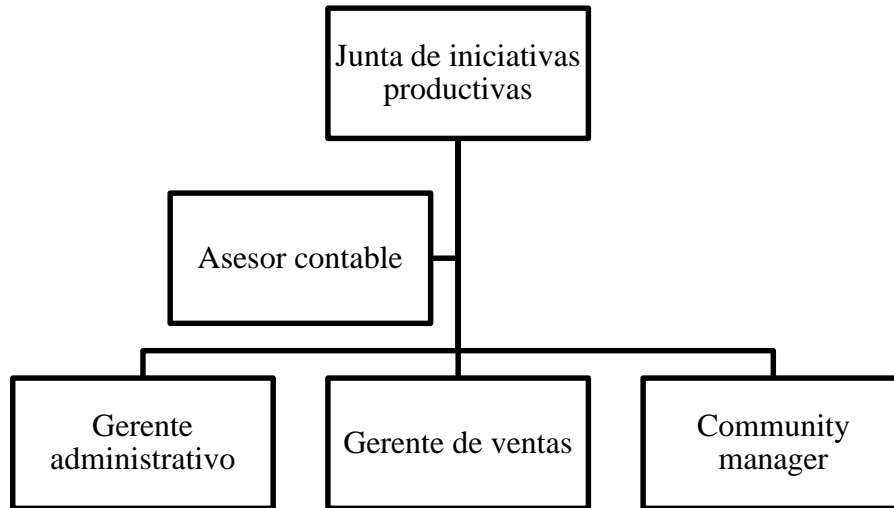 Junta de iniciativas
productivas
Asesor contable
Gerente
administrativo
Gerente de ventas
Community
manager